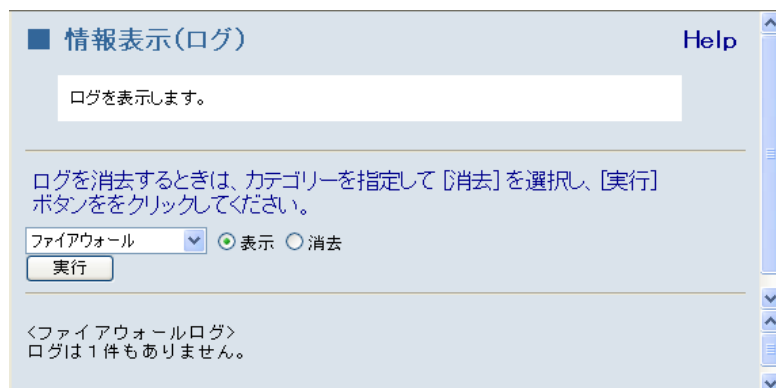 ■ 情報表示(ログ)
Help
ログを表示します。
ログを消去するときは、カテゴリーを指定して [消去] を選択し、[実行]
ボタンををクリックしてください。
ファイアウォール 表示 消去
実行
<ファイアウォールログ>
ログは1件もありません。